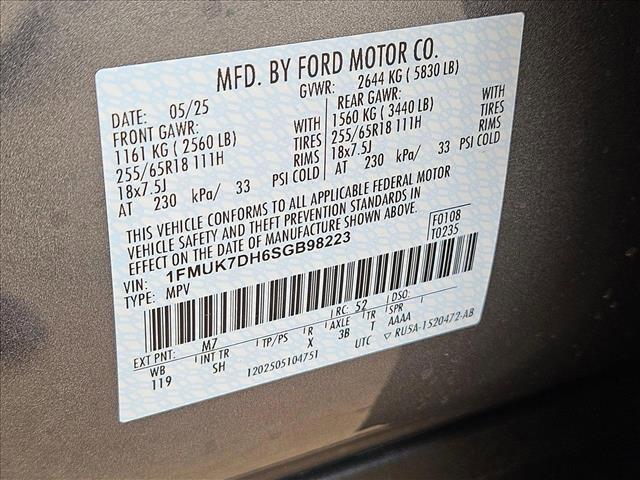 MFD. BY FORD MOTOR CO.
DATE: 05/25 GVWR: 2644 KG ( 5830 LB)
FRONT GAWR: REAR GAWR:
1161 KG ( 2560 LB) WITH 1560 KG ( 3440 LB) WITH
255/65R18 111H TIRES 255/65R18 111H TIRES
18x7.5J RIMS 18x7.5J RIMS
AT 230 kPa/ 33 PSI COLD AT 230 kPa/ 33 PSI COLD
THIS VEHICLE CONFORMS TO ALL APPLICABLE FEDERAL MOTOR
VEHICLE SAFETY AND THEFT PREVENTION STANDARDS IN
EFFECT ON THE DATE OF MANUFACTURE SHOWN ABOVE.
F0108
T0235
VIN: 1FMUK7DH6SGB98223
TYPE: MPV
EXT PNT: M7 RC: 52 DSO:
WB INT TR TP/PS R AXLE TR SPR
119 SH X 3B T AAAA
1202505104751 UTC ▽ RU5A-1520472-AB